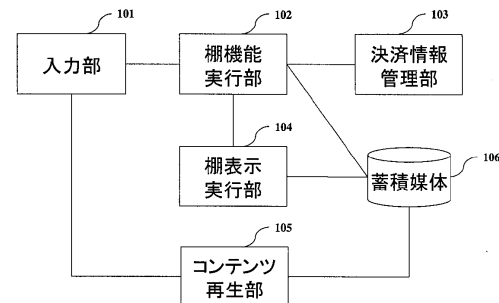 101
102
103
入力部
棚機能
実行部
決済情報
管理部
104
棚表示
実行部
蓄積媒体
106
105
コンテンツ
再生部